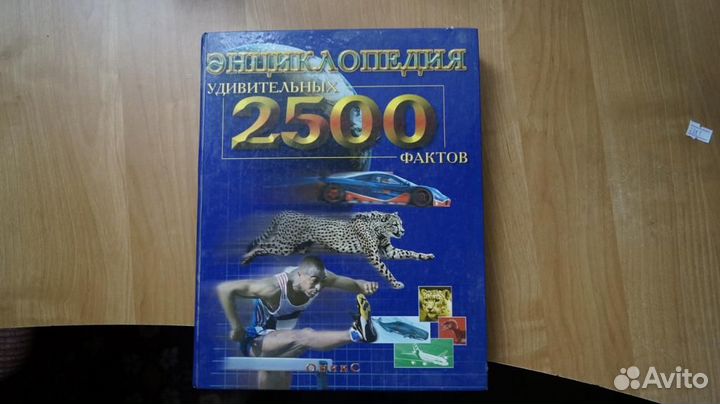 ЭНЦИКЛОПЕДИЯ
УДИВИТЕЛЬНЫХ
2500
ФАКТОВ
ОникС
Avito